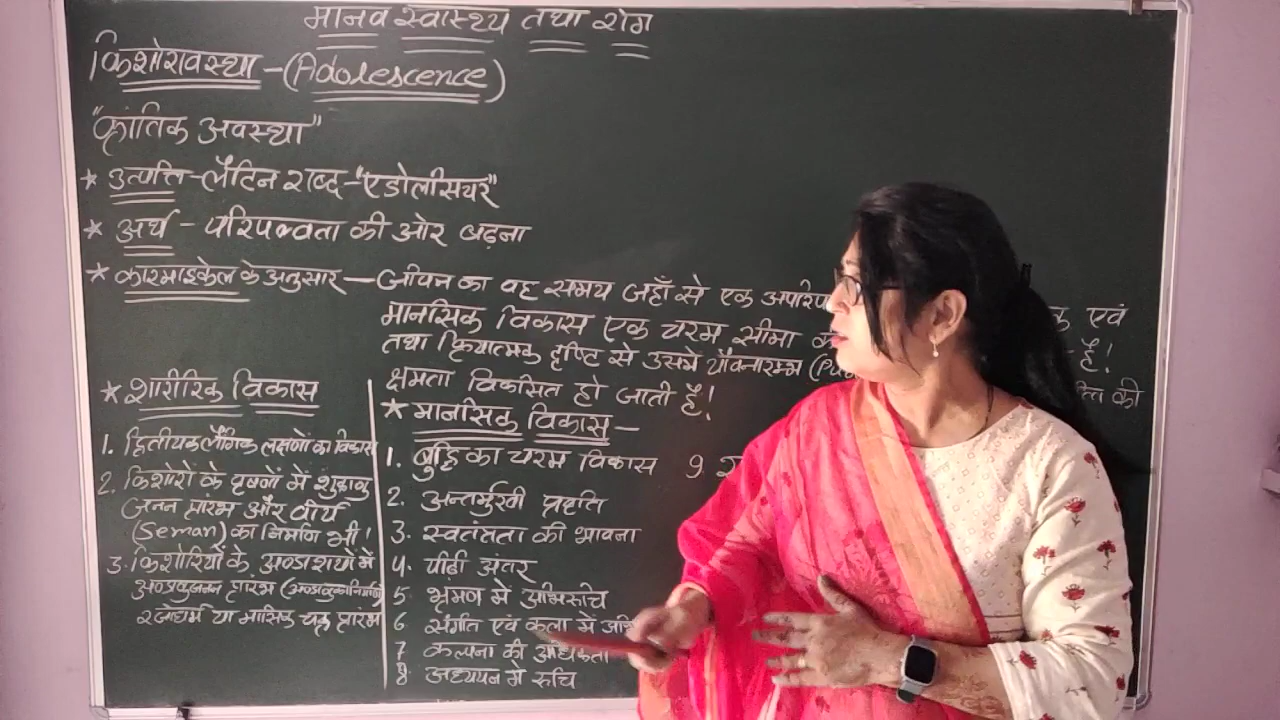 मानव स्वास्थ्य तथा रोग
किशोरावस्था - (Adolescence)
"क्रांतिक अवस्था"
★ उत्पत्ति - लैटिन शब्द - "एडोलीसियर"
★ अर्थ - परिपक्वता की ओर बढ़ना
★ कारमाइकेल के अनुसार — जीवन का वह समय जहाँ से एक एवं
मानसिक विकास एक चरम सीमा है!
तथा क्रियात्मक दृष्टि से उसमे यौवनारम्भ की
क्षमता विकसित हो जाती है!
★ शारीरिक विकास
1. द्वितीयक लैंगिक लक्षणों का विकास
2. किशोरों के वृषणों में शुक्राणु
जनन प्रारंभ और वीर्य
(Seman) का निर्माण भी!
3. किशोरियों के अण्डाशयों में
अण्डजनन प्रारंभ
रजोधर्म या मासिक चक्र प्रारंभ
★ मानसिक विकास –
1. बुद्धि का चरम विकास 9.
2. अन्तर्मुखी प्रवृति
3. स्वतंत्रता की भावना
4. पीढ़ी अंतर
5 भ्रमण में अभिरूचि
6 संगीत एवं कला में
7 कल्पना की अधिकता
8. अध्ययन में रुचि